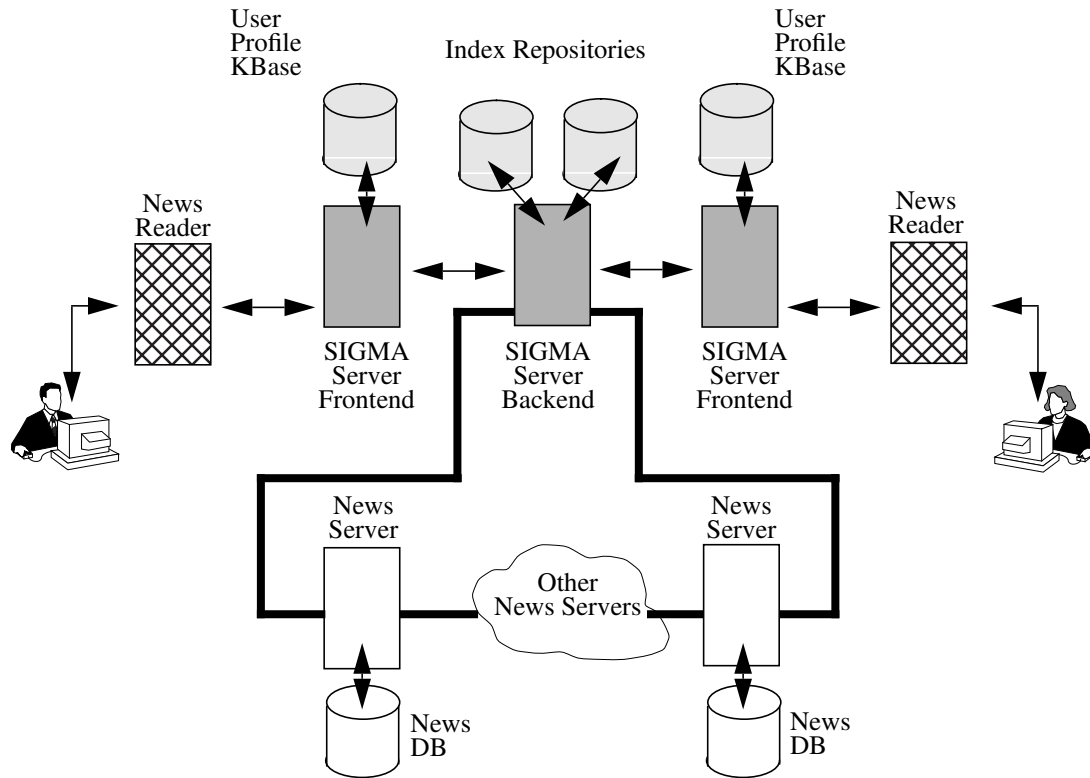 User
Profile
KBase
Index Repositories
User
Profile
KBase
News
Reader
News
Reader
SIGMA
Server
Frontend
SIGMA
Server
Backend
SIGMA
Server
Frontend
News
Server
News
Server
Other
News Servers
News
DB
News
DB